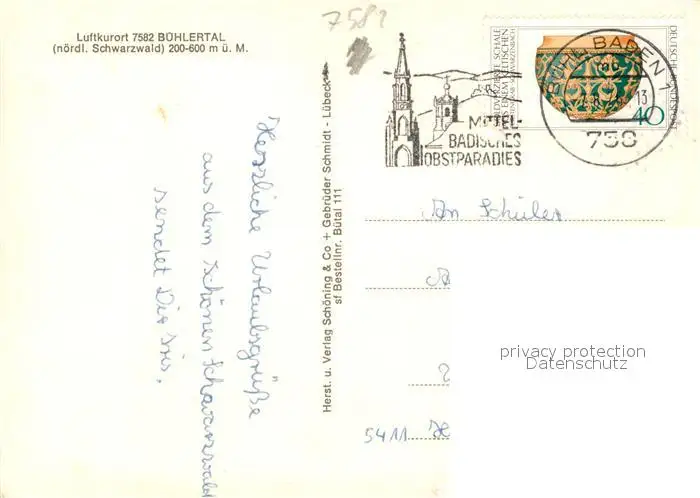 Luftkurort 7582 BÜHLERTAL
(nördl. Schwarzwald) 200-600 m ü. M.
7582
Herzliche Urlaubsgrüße
aus dem schönen Schwarzwald
sendet Dir Iris.
Herst. u. Verlag Schöning & Co + Gebrüder Schmidt - Lübeck
sf Bestellnr. Bütal 111
MITTEL-
BADISCHES
OBSTPARADIES
BÜHL, BADEN 1
13
758
DEUTSCHE BUNDESPOST
40
An Schüler
5411
privacy protection
Datenschutz